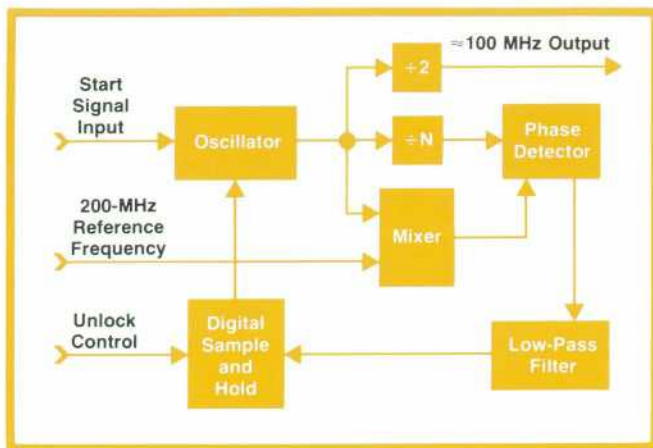 ≈100 MHz Output
÷2
Start
Signal
Input
Oscillator
÷N
Phase
Detector
200-MHz
Reference
Frequency
Mixer
Unlock
Control
Digital
Sample
and
Hold
Low-Pass
Filter